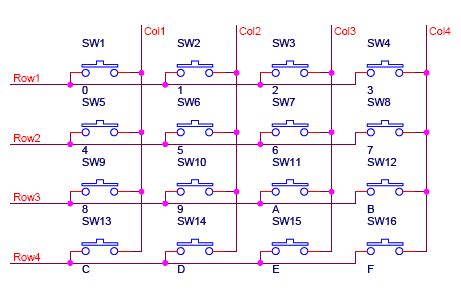 Col1 Col2 Col3 Col4
SW1 SW2 SW3 SW4
Row1
0 1 2 3
SW5 SW6 SW7 SW8
Row2
4 5 6 7
SW9 SW10 SW11 SW12
Row3
8 9 A B
SW13 SW14 SW15 SW16
Row4
C D E F